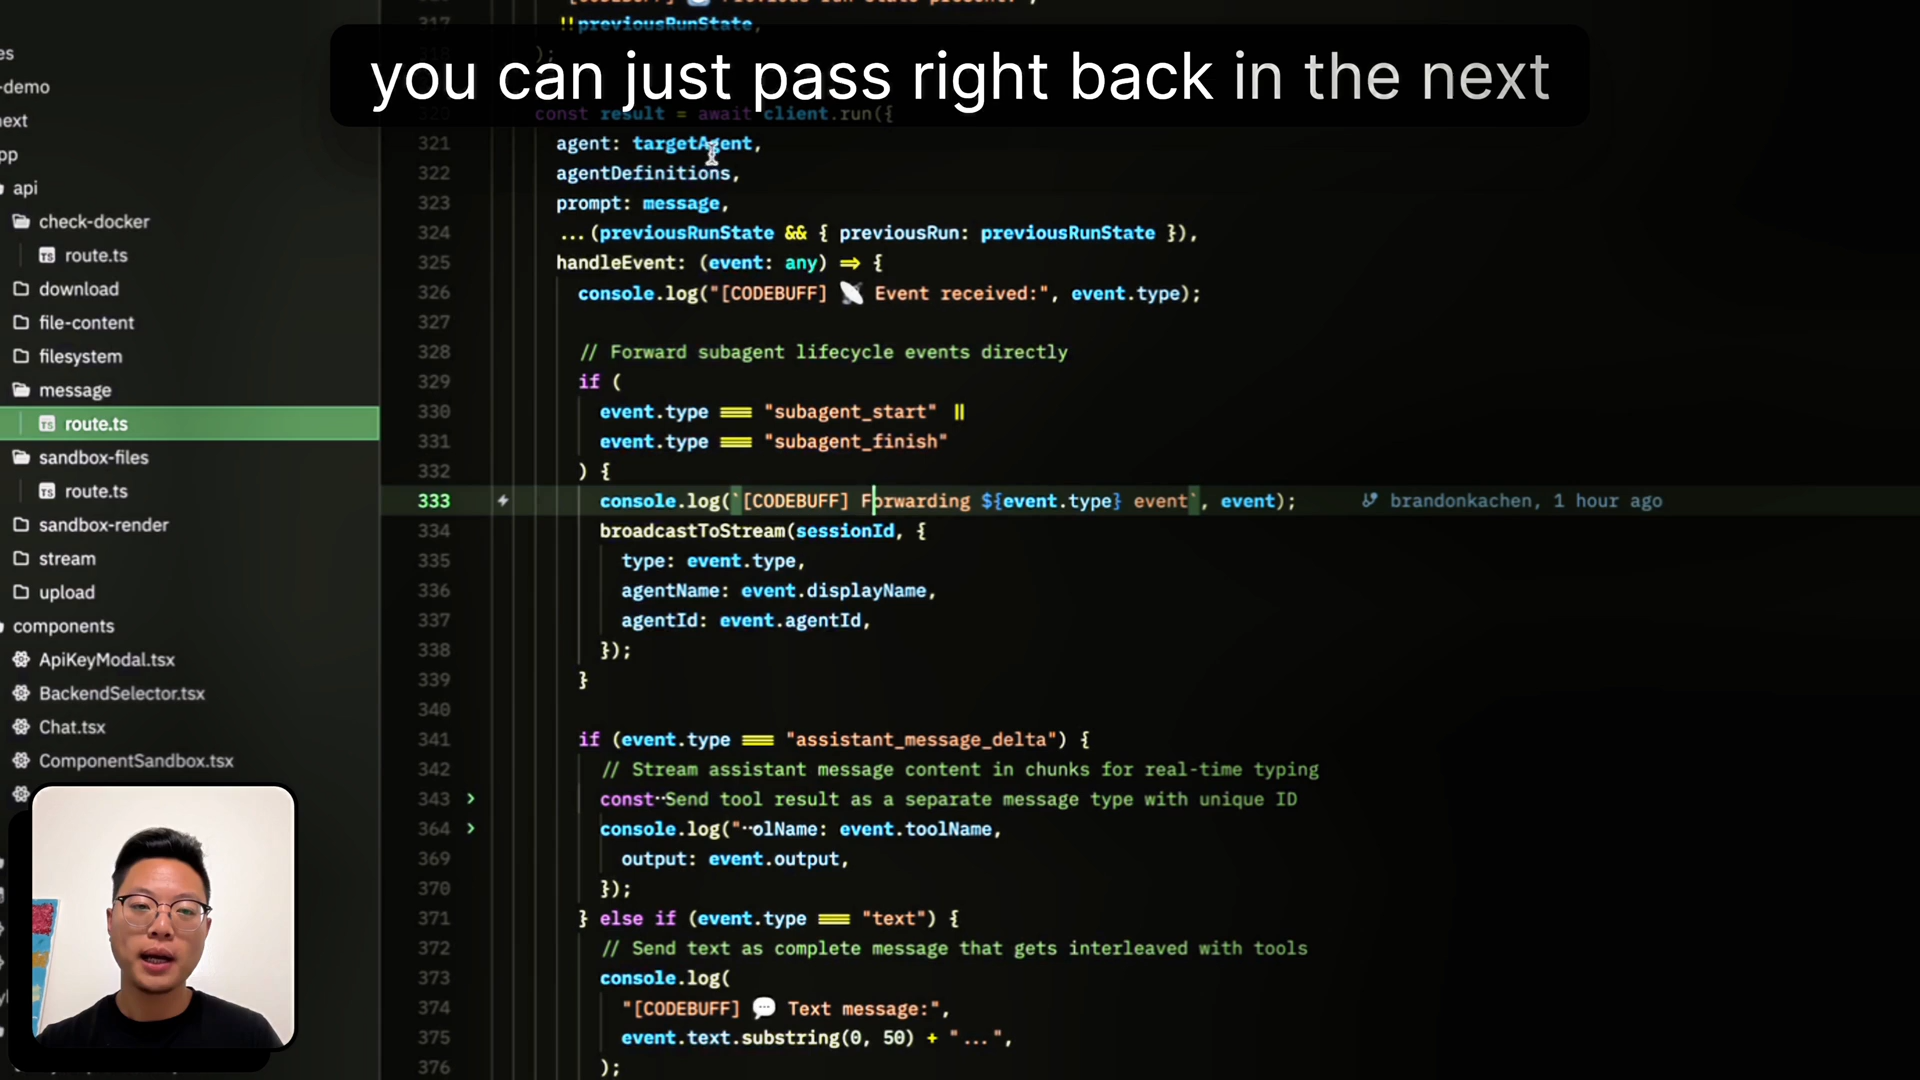 you can just pass right back in the next
es
-demo
ext
pp
api
check-docker
route.ts
download
file-content
filesystem
message
route.ts
sandbox-files
route.ts
sandbox-render
stream
upload
components
ApiKeyModal.tsx
BackendSelector.tsx
Chat.tsx
ComponentSandbox.tsx
317 !!previousRunState,
);
320 const result = await client.run({
321 agent: targetAgent,
322 agentDefinitions,
323 prompt: message,
324 ...(previousRunState && { previousRun: previousRunState }),
325 handleEvent: (event: any) => {
326 console.log("[CODEBUFF] 📡 Event received:", event.type);
327
328 // Forward subagent lifecycle events directly
329 if (
330 event.type === "subagent_start" ||
331 event.type === "subagent_finish"
332 ) {
333 console.log(`[CODEBUFF] Forwarding ${event.type} event`, event); brandonkachen, 1 hour ago
334 broadcastToStream(sessionId, {
335 type: event.type,
336 agentName: event.displayName,
337 agentId: event.agentId,
338 });
339 }
340
341 if (event.type === "assistant_message_delta") {
342 // Stream assistant message content in chunks for real-time typing
343 const··Send tool result as a separate message type with unique ID
364 console.log("··olName: event.toolName,
369 output: event.output,
370 });
371 } else if (event.type === "text") {
372 // Send text as complete message that gets interleaved with tools
373 console.log(
374 "[CODEBUFF] 💬 Text message:",
375 event.text.substring(0, 50) + "...",
376 );